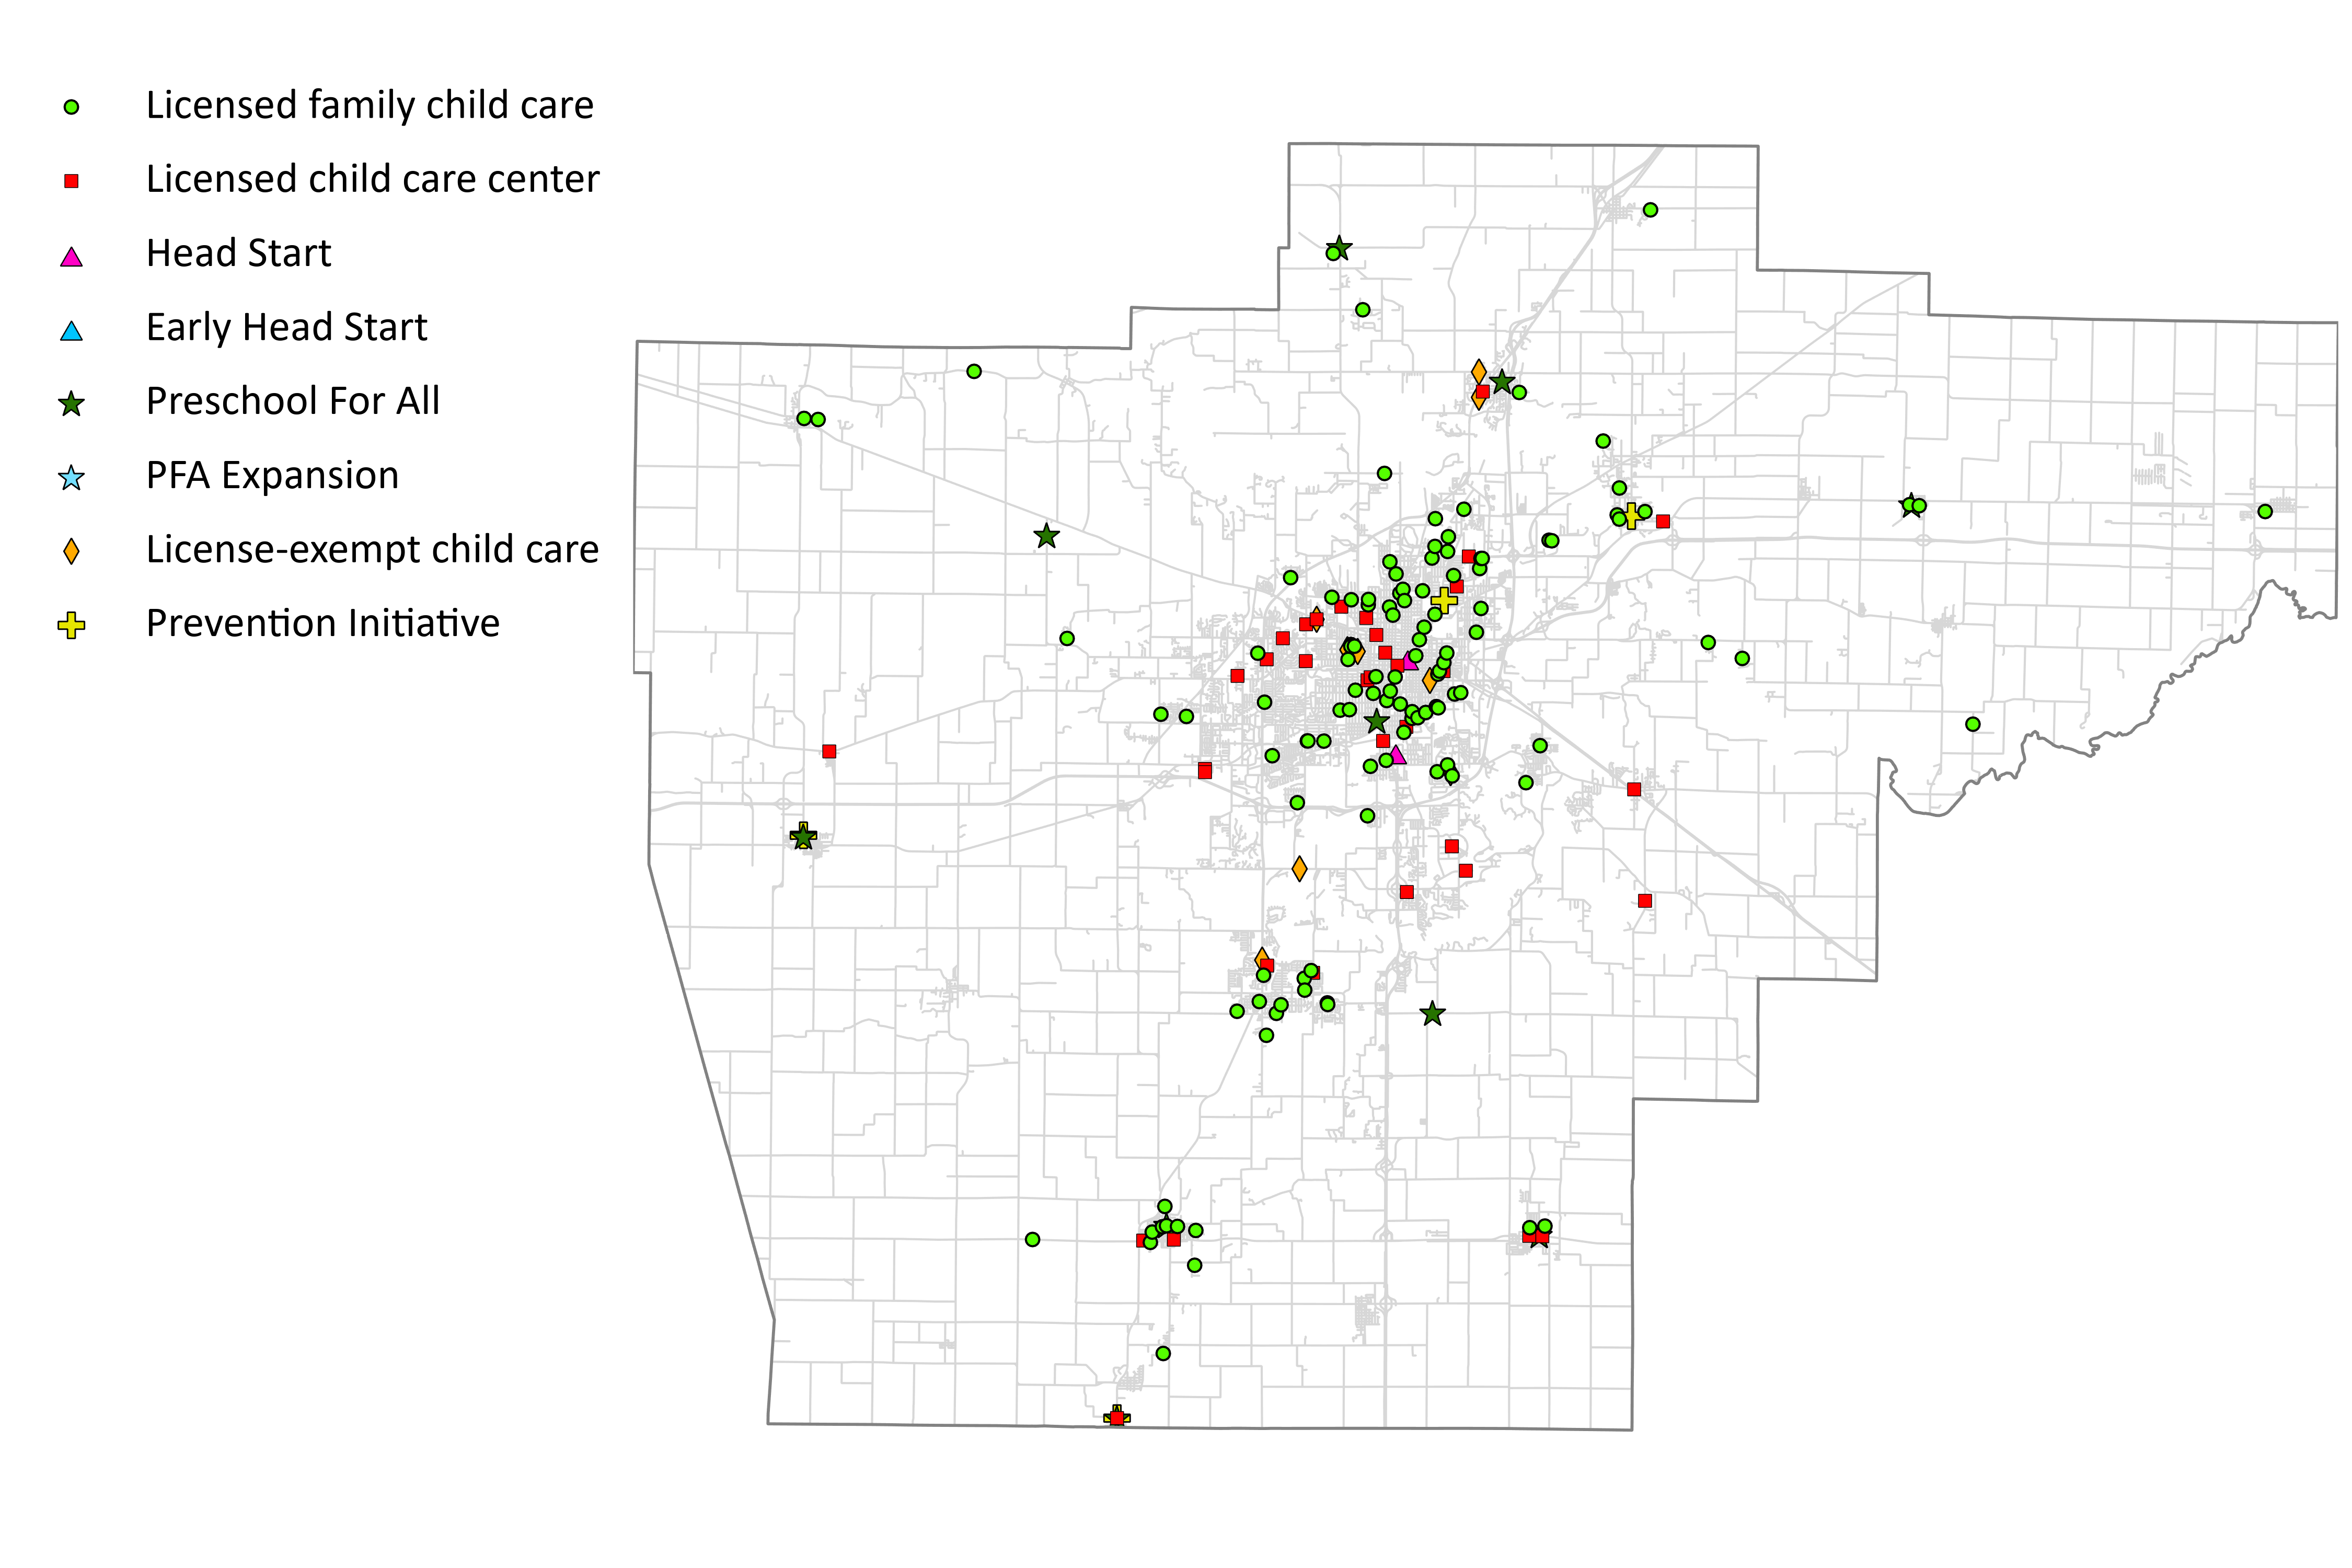 Licensed family child care
Licensed child care center
Head Start
Early Head Start
Preschool For All
PFA Expansion
License-exempt child care
Prevention Initiative